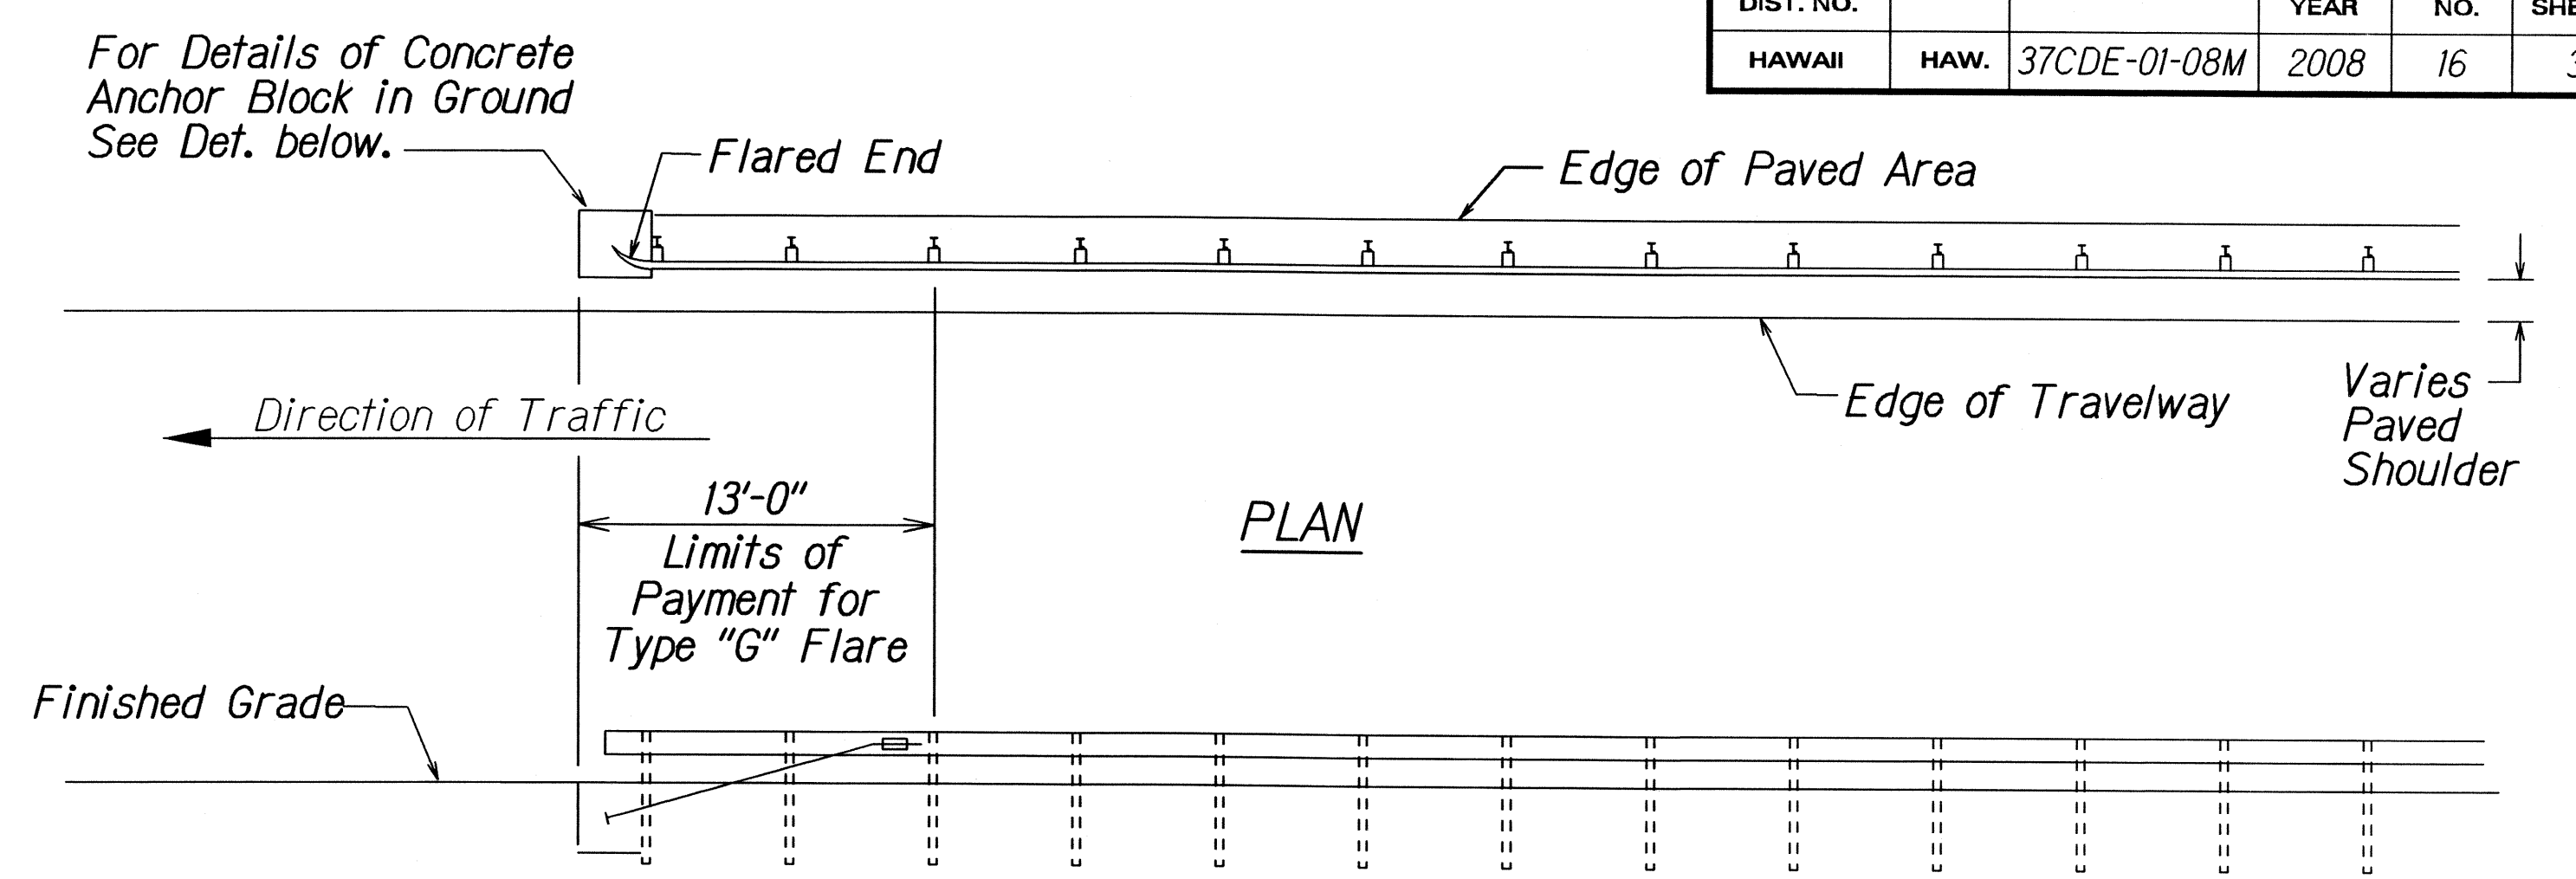 DIST. NO.
YEAR
NO.
HAWAII
HAW.
37CDE-01-08M
2008
16
For Details of Concrete
Anchor Block in Ground
See Det. below.
Flared End
Edge of Paved Area
Direction of Traffic
Edge of Travelway
Varies
Paved
Shoulder
13'-0"
Limits of
Payment for
Type "G" Flare
PLAN
Finished Grade